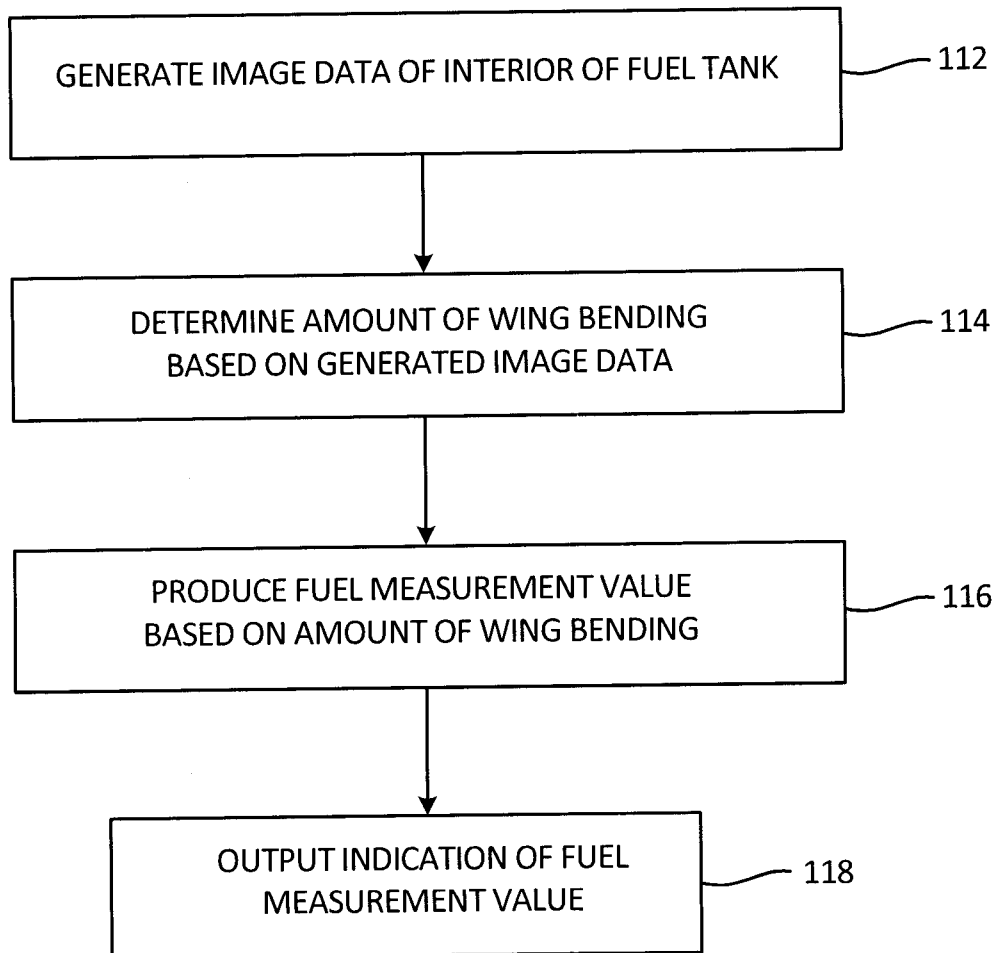 GENERATE IMAGE DATA OF INTERIOR OF FUEL TANK
112
DETERMINE AMOUNT OF WING BENDING
BASED ON GENERATED IMAGE DATA
114
PRODUCE FUEL MEASUREMENT VALUE
BASED ON AMOUNT OF WING BENDING
116
OUTPUT INDICATION OF FUEL
MEASUREMENT VALUE
118